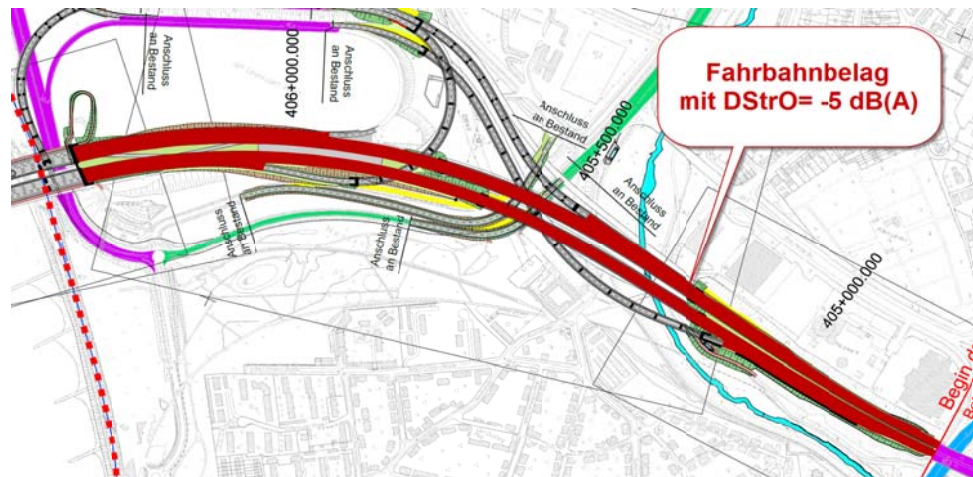 Fahrbahnbelag
mit DStrO= -5 dB(A)
Anschluss
an Bestand
406+000.000
Anschluss
an Bestand
Anschluss
an Bestand
405+500.000
Anschluss
an Bestand
Anschluss
an Bestand
Anschluss
an Bestand
405+000.000
Begin d